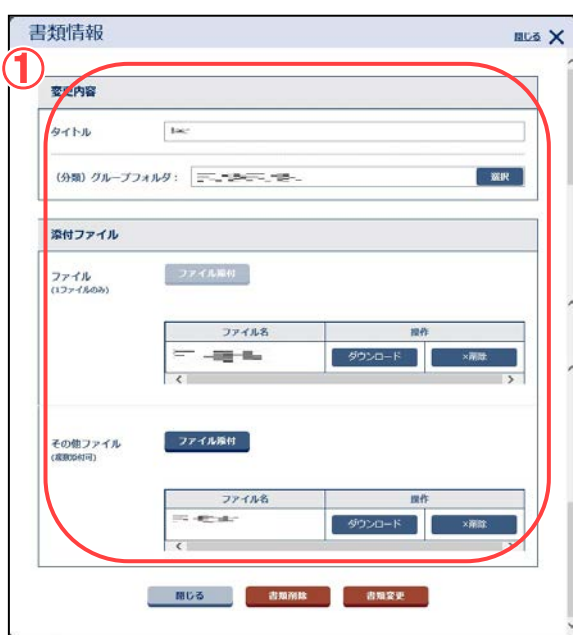 書類情報
閉じる ×
①
変更内容
タイトル
(分類) グループフォルダ:
選択
添付ファイル
ファイル
(1ファイルのみ)
ファイル添付
ファイル名 操作
ダウンロード ×削除
その他ファイル
(複数添付可)
ファイル添付
ファイル名 操作
ダウンロード ×削除
閉じる 書類削除 書類変更